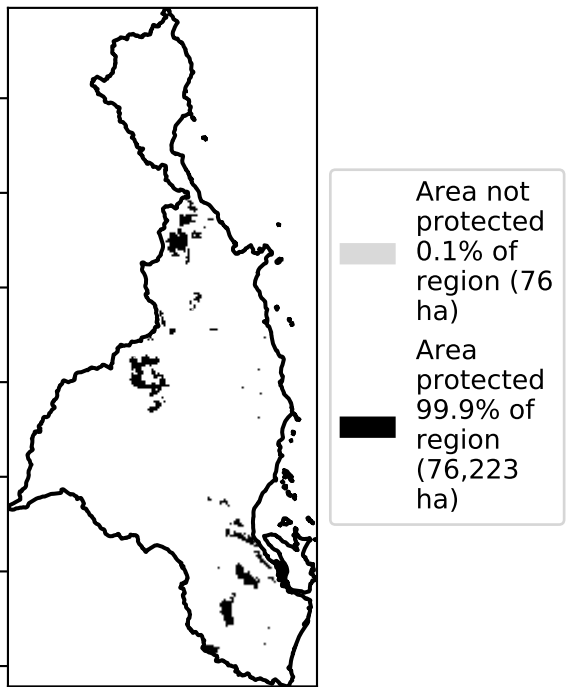 Area not
protected
0.1% of
region (76
ha)
Area
protected
99.9% of
region
(76,223
ha)